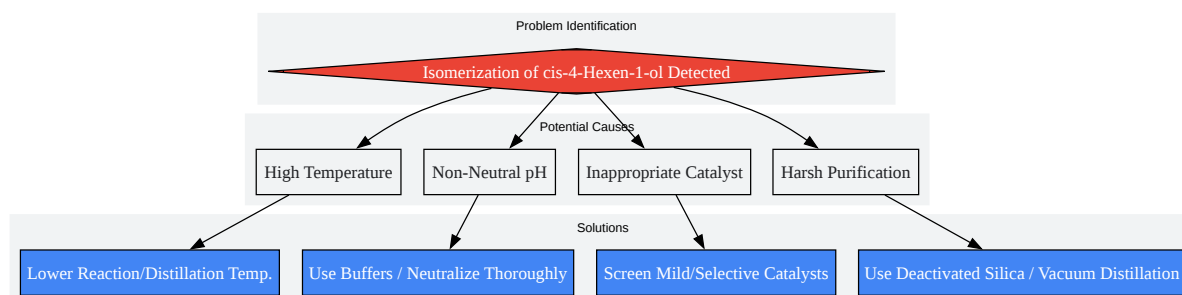 Problem Identification
Isomerization of cis-4-Hexen-1-ol Detected
Potential Causes
High Temperature
Non-Neutral pH
Inappropriate Catalyst
Harsh Purification
Solutions
Lower Reaction/Distillation Temp.
Use Buffers / Neutralize Thoroughly
Screen Mild/Selective Catalysts
Use Deactivated Silica / Vacuum Distillation